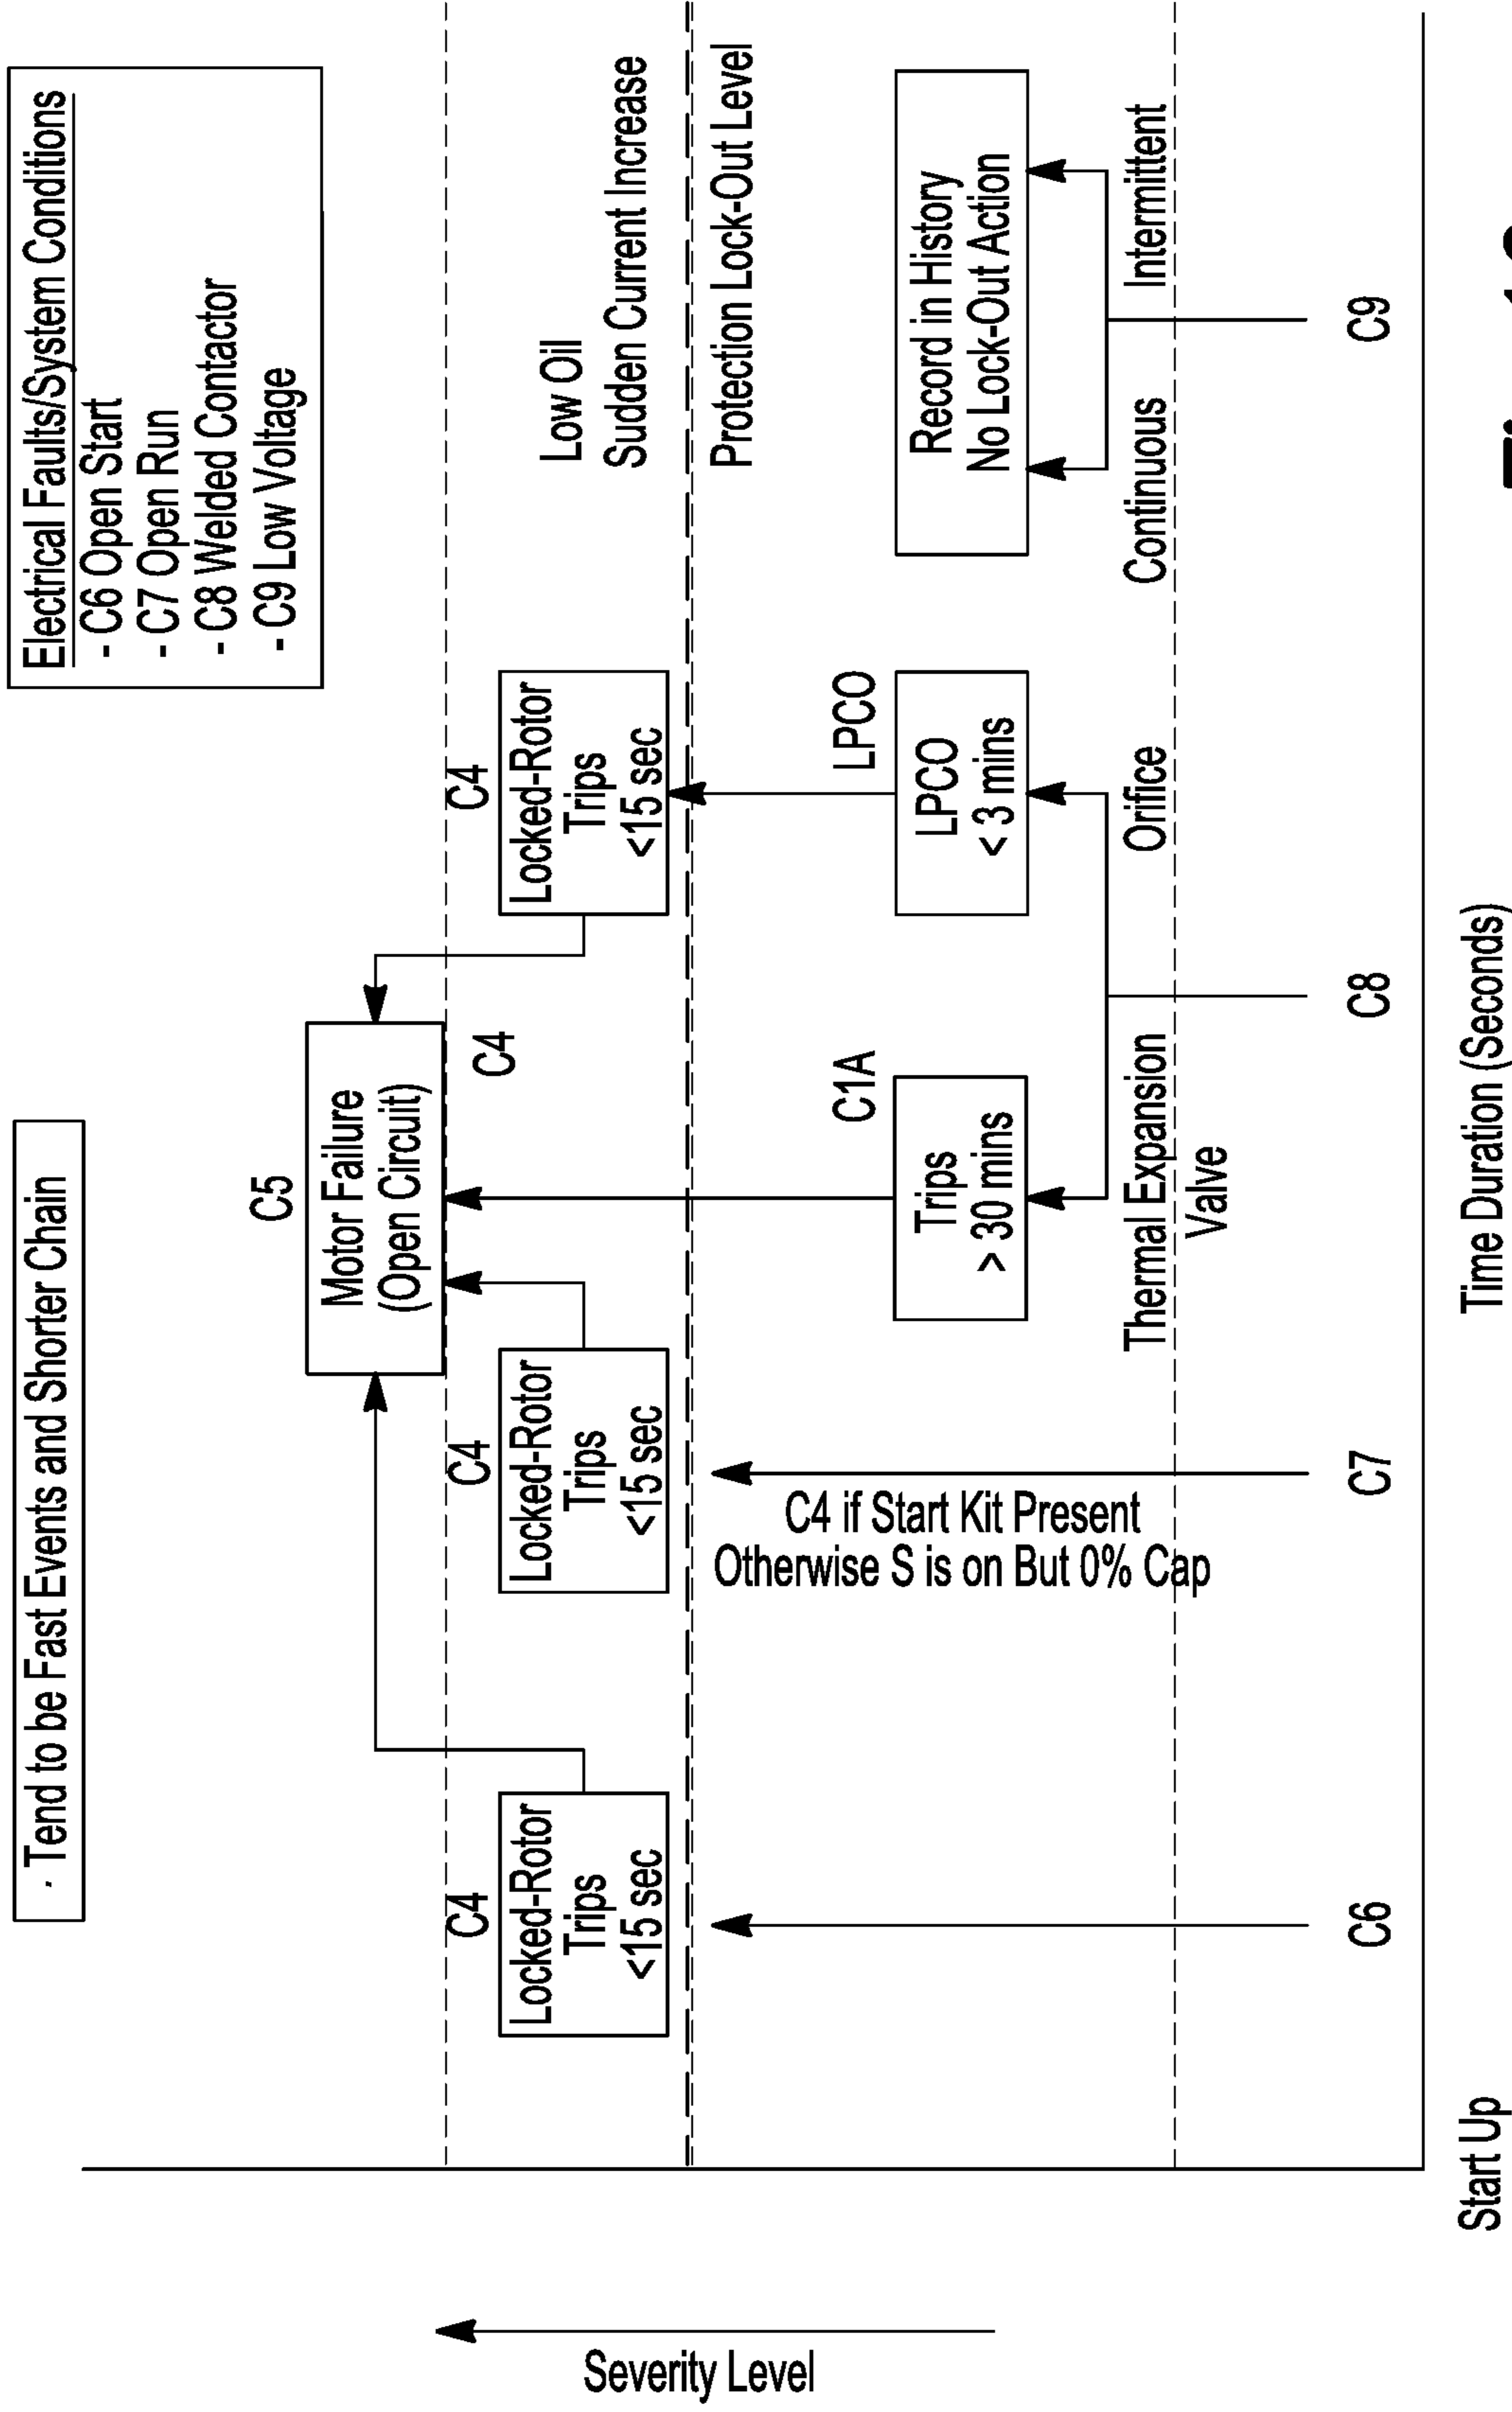 · Tend to be Fast Events and Shorter Chain
Electrical Faults/System Conditions
- C6 Open Start
- C7 Open Run
- C8 Welded Contactor
- C9 Low Voltage
C5
Motor Failure
(Open Circuit)
C4
Locked-Rotor
Trips
<15 sec
C4
Locked-Rotor
Trips
<15 sec
C4
C4
Locked-Rotor
Trips
<15 sec
Low Oil
Sudden Current Increase
Protection Lock-Out Level
Severity Level
C4 if Start Kit Present
Otherwise S is on But 0% Cap
C1A
Trips
> 30 mins
LPCO
LPCO
< 3 mins
Record in History
No Lock-Out Action
Thermal Expansion
Valve
Orifice
Continuous
Intermittent
C6
C7
C8
C9
Start Up
Time Duration (Seconds)